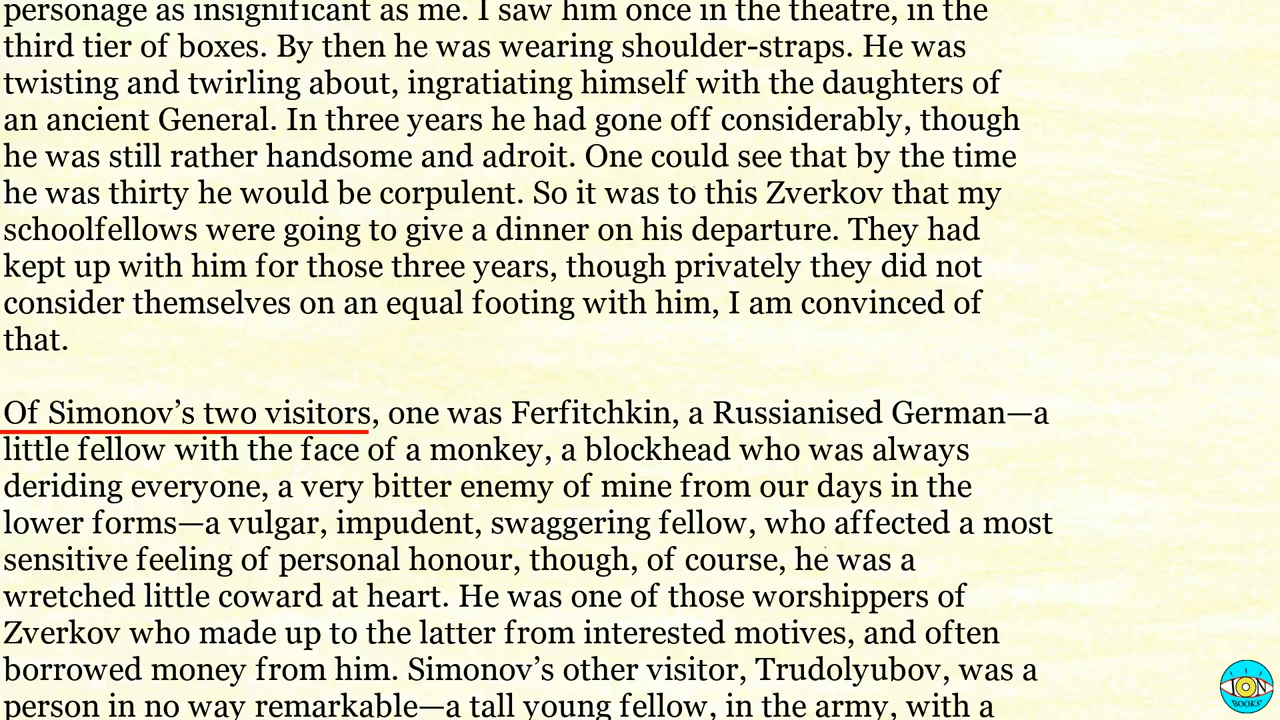 personage as insignificant as me. I saw him once in the theatre, in the
third tier of boxes. By then he was wearing shoulder-straps. He was
twisting and twirling about, ingratiating himself with the daughters of
an ancient General. In three years he had gone off considerably, though
he was still rather handsome and adroit. One could see that by the time
he was thirty he would be corpulent. So it was to this Zverkov that my
schoolfellows were going to give a dinner on his departure. They had
kept up with him for those three years, though privately they did not
consider themselves on an equal footing with him, I am convinced of
that.
Of Simonov’s two visitors, one was Ferfitchkin, a Russianised German—a
little fellow with the face of a monkey, a blockhead who was always
deriding everyone, a very bitter enemy of mine from our days in the
lower forms—a vulgar, impudent, swaggering fellow, who affected a most
sensitive feeling of personal honour, though, of course, he was a
wretched little coward at heart. He was one of those worshippers of
Zverkov who made up to the latter from interested motives, and often
borrowed money from him. Simonov’s other visitor, Trudolyubov, was a
person in no way remarkable—a tall young fellow, in the army, with a
ION
BOOKS